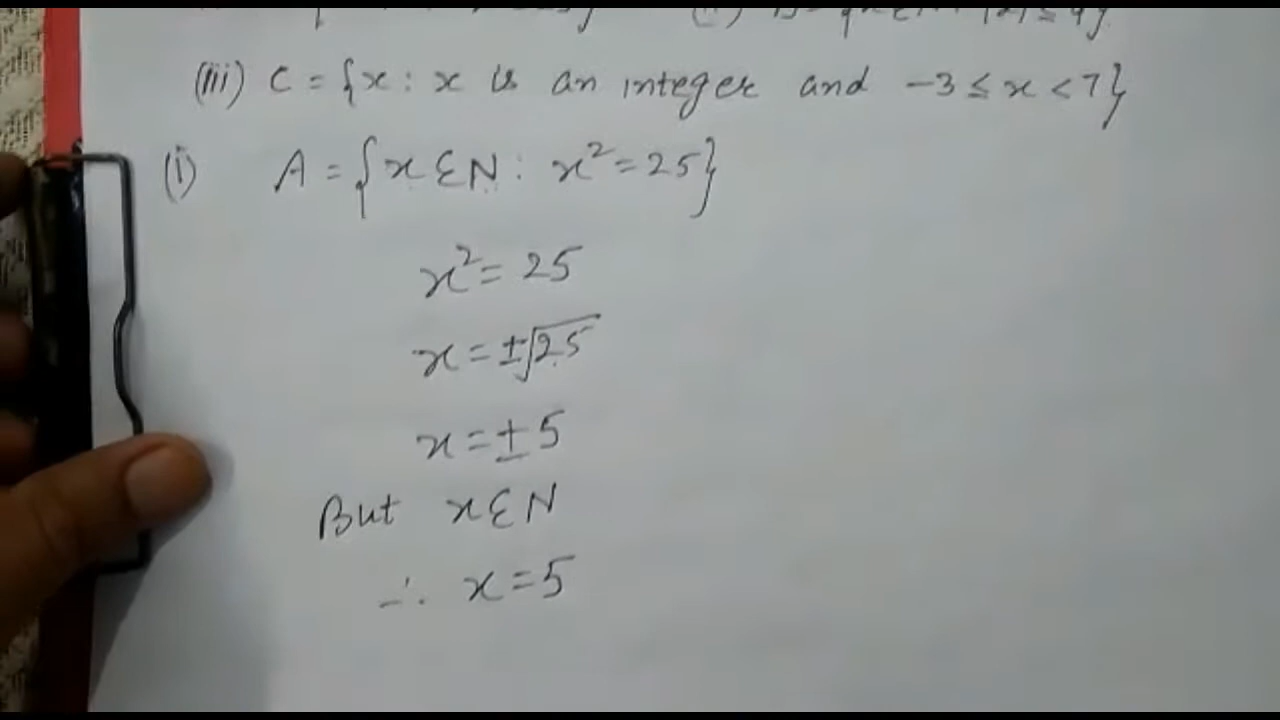 (iii) C = {x : x is an integer and -3 ≤ x < 7}
(i) A = {x ∈ N : x² = 25}
x² = 25
x = ±√25
x = ±5
But x ∈ N
∴ x = 5